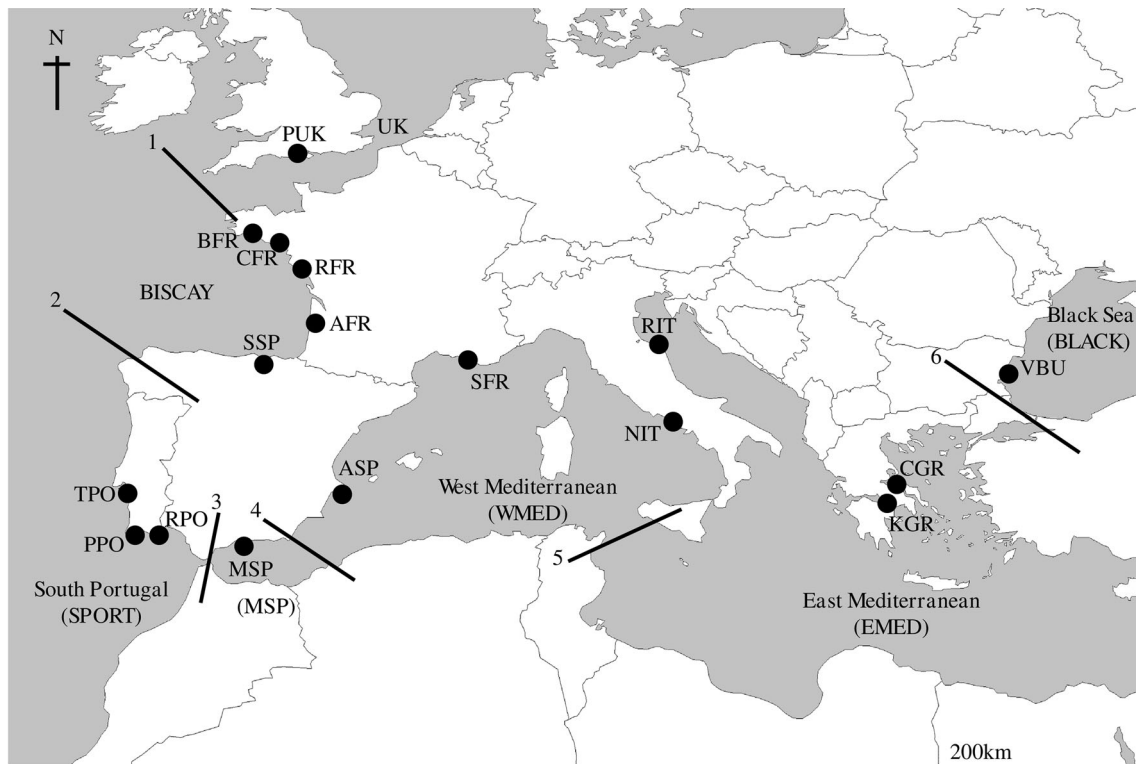 N
UK
PUK
1
BFR
CFR
RFR
BISCAY
2
AFR
SSP
SFR
RIT
Black Sea
(BLACK)
6
VBU
NIT
ASP
West Mediterranean
(WMED)
CGR
KGR
TPO
RPO
3
4
PPO
MSP
5
South Portugal
(SPORT)
(MSP)
East Mediterranean
(EMED)
200km